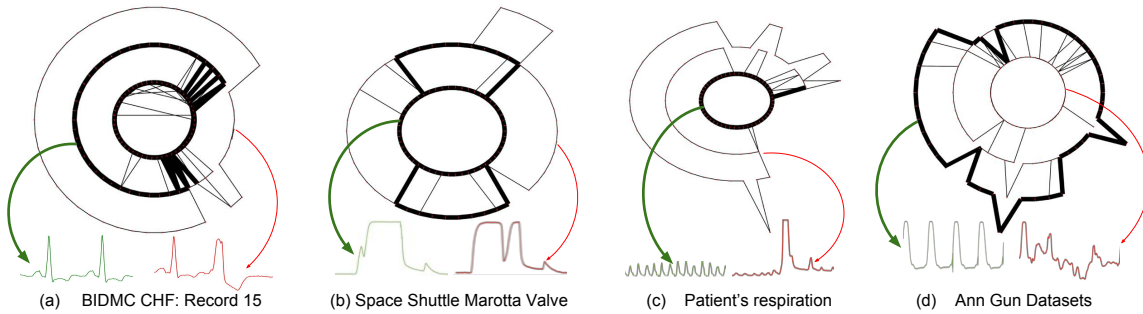 (a) BIDMC CHF: Record 15
(b) Space Shuttle Marotta Valve
(c) Patient's respiration
(d) Ann Gun Datasets